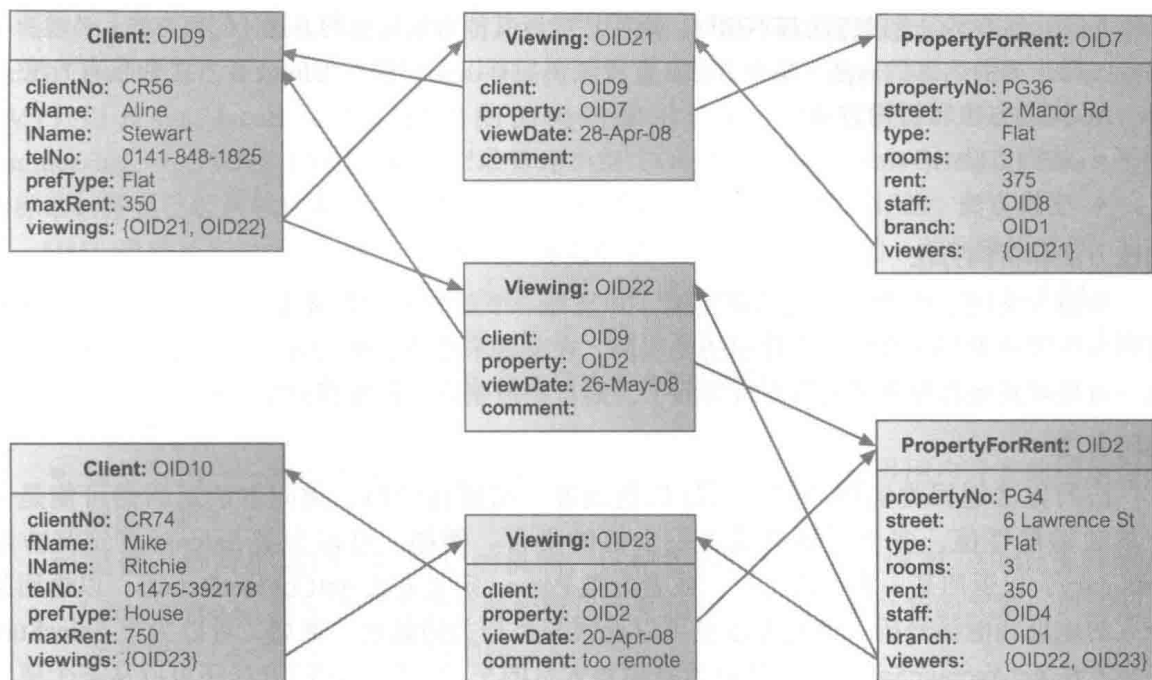 Client: OID9
clientNo: CR56
fName: Aline
lName: Stewart
telNo: 0141-848-1825
prefType: Flat
maxRent: 350
viewings: {OID21, OID22}
Viewing: OID21
client: OID9
property: OID7
viewDate: 28-Apr-08
comment:
PropertyForRent: OID7
propertyNo: PG36
street: 2 Manor Rd
type: Flat
rooms: 3
rent: 375
staff: OID8
branch: OID1
viewers: {OID21}
Viewing: OID22
client: OID9
property: OID2
viewDate: 26-May-08
comment:
Client: OID10
clientNo: CR74
fName: Mike
lName: Ritchie
telNo: 01475-392178
prefType: House
maxRent: 750
viewings: {OID23}
Viewing: OID23
client: OID10
property: OID2
viewDate: 20-Apr-08
comment: too remote
PropertyForRent: OID2
propertyNo: PG4
street: 6 Lawrence St
type: Flat
rooms: 3
rent: 350
staff: OID4
branch: OID1
viewers: {OID22, OID23}